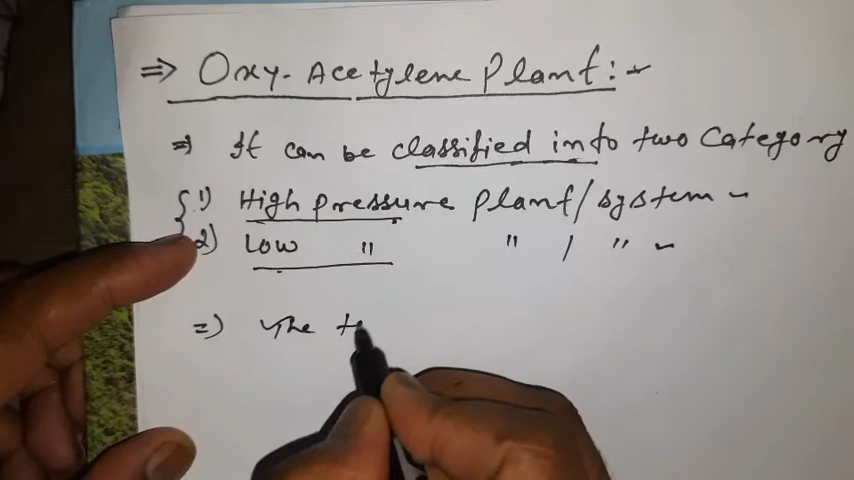 ⇒ Oxy-Acetylene Plant :-
⇒ It can be classified into two Category
1) High pressure plant/system -
2) Low " " / " -
⇒ The t